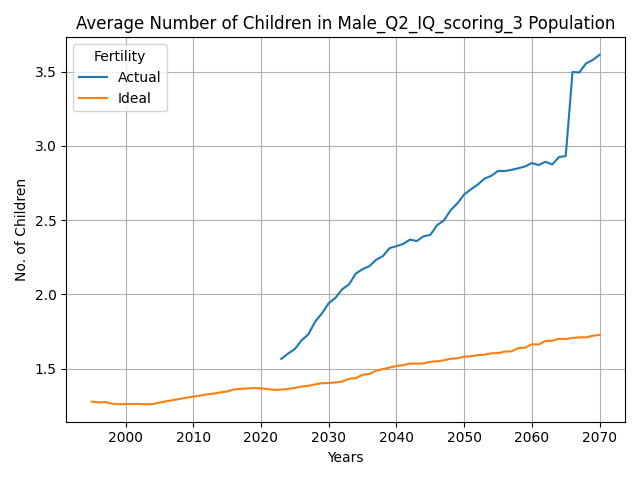 Average Number of Children in Male_Q2_IQ_scoring_3 Population
Fertility
Actual
Ideal
No. of Children
3.5
3.0
2.5
2.0
1.5
2000
2010
2020
2030
2040
2050
2060
2070
Years